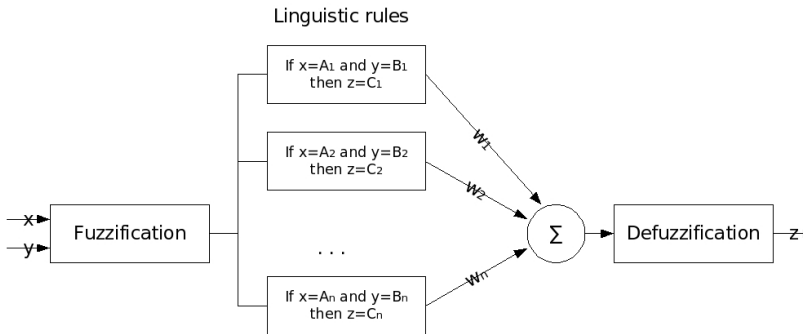 Linguistic rules
If x=A₁ and y=B₁
then z=C₁
w₁
If x=A₂ and y=B₂
then z=C₂
w₂
x
y
Fuzzification
Σ
Defuzzification
z
. . .
wₙ
If x=Aₙ and y=Bₙ
then z=Cₙ